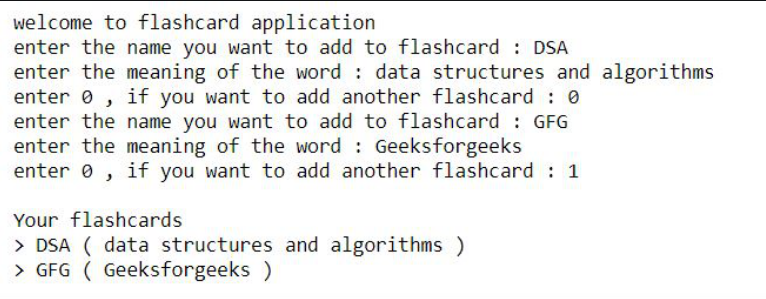 welcome to flashcard application
enter the name you want to add to flashcard : DSA
enter the meaning of the word : data structures and algorithms
enter 0 , if you want to add another flashcard : 0
enter the name you want to add to flashcard : GFG
enter the meaning of the word : Geeksforgeeks
enter 0 , if you want to add another flashcard : 1
Your flashcards
> DSA ( data structures and algorithms )
> GFG ( Geeksforgeeks )